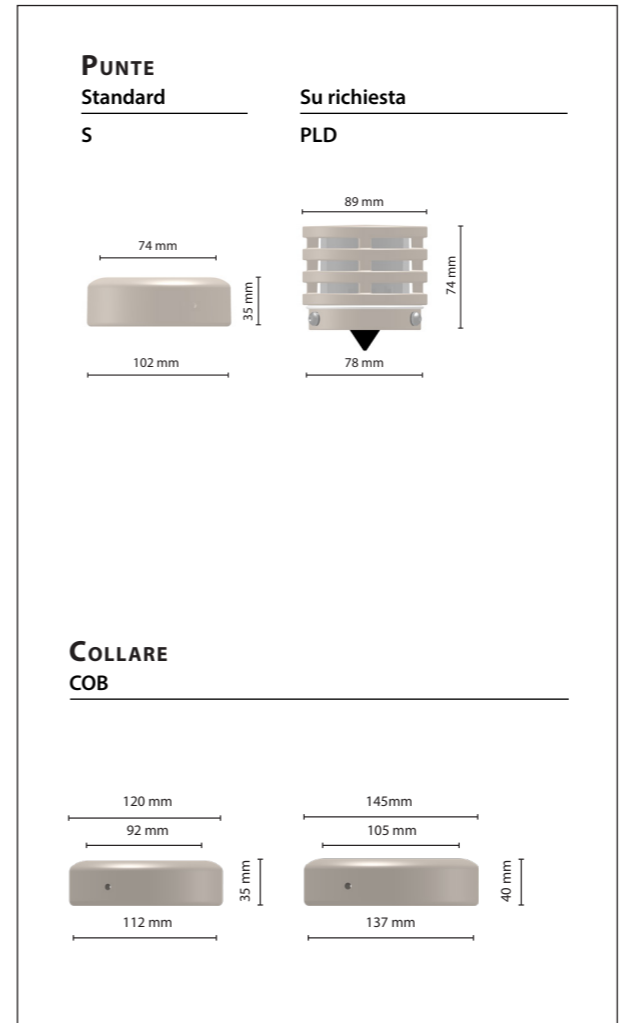 PUNTE
Standard
Su richiesta
S
PLD
89 mm
74 mm
74 mm
35 mm
102 mm
78 mm
COLLARE
COB
120 mm
145mm
92 mm
105 mm
35 mm
40 mm
112 mm
137 mm